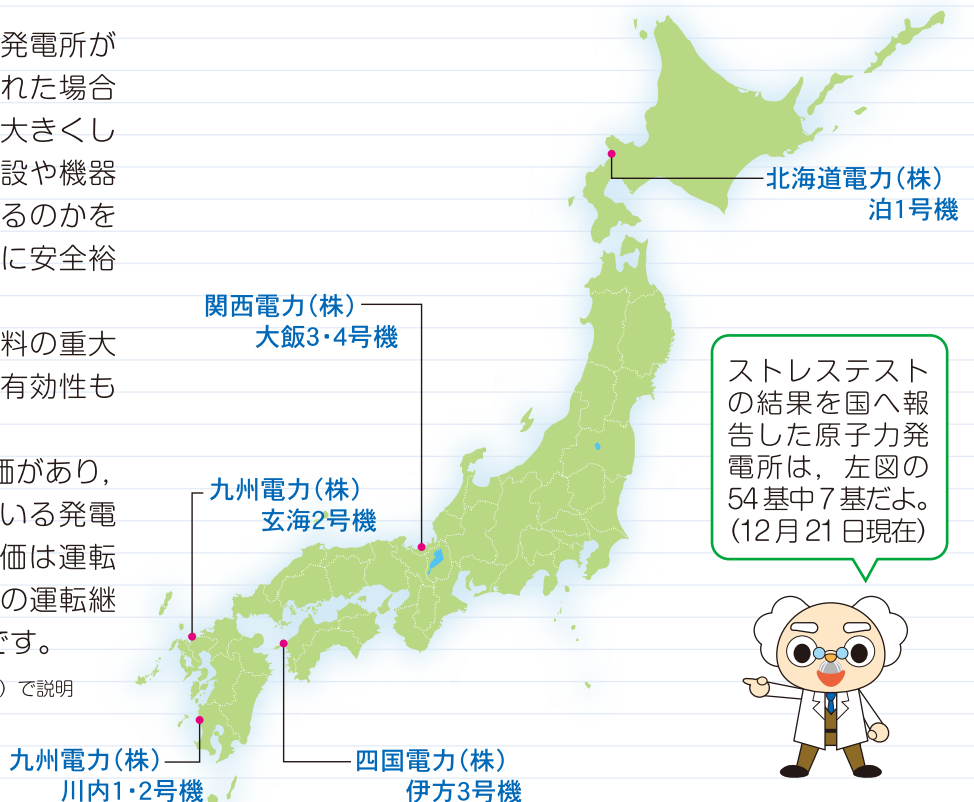 発電所が
れた場合
大きくし
設や機器
るのかを
に安全裕
料の重大
有効性も
価があり,
いる発電
価は運転
の運転継
です。
）で説明
北海道電力（株）
泊1号機
関西電力（株）
大飯3・4号機
九州電力（株）
玄海2号機
九州電力（株）
川内1・2号機
四国電力（株）
伊方3号機
ストレステスト
の結果を国へ報
告した原子力発
電所は，左図の
54基中7基だよ。
（12月21日現在）